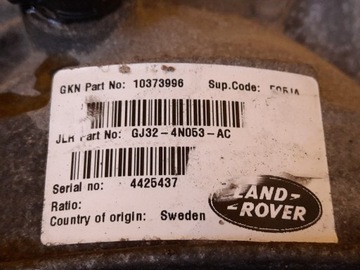 GKN Part No: 10373996 Sup.Code:
JLR Part No: GJ32-4N053-AC
Serial no: 4425437
Ratio:
Country of origin: Sweden
LAND-
ROVER